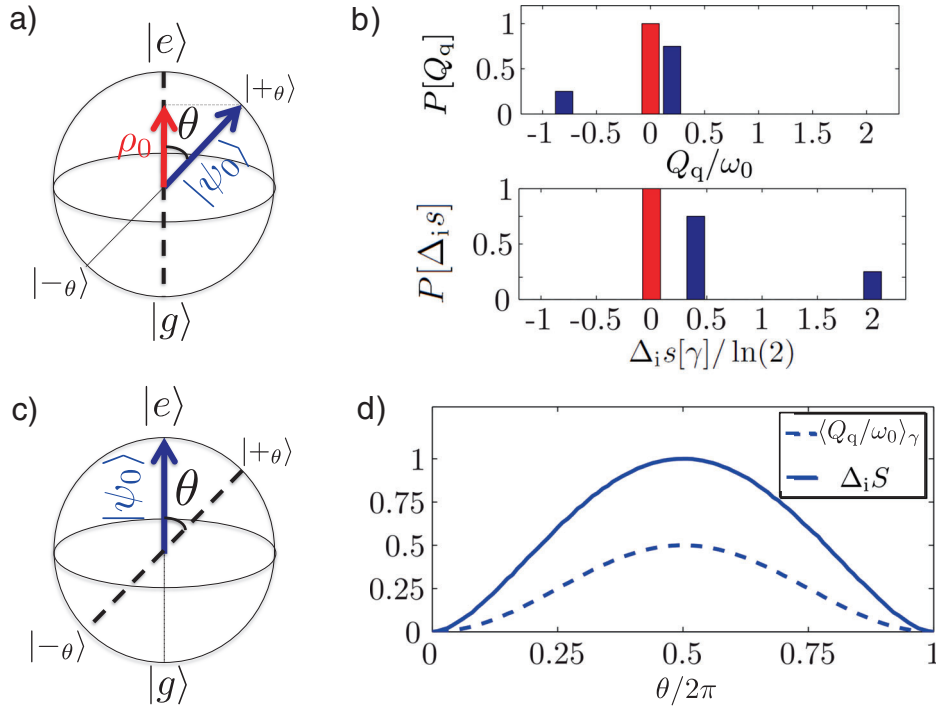 a)
|e⟩
|+θ⟩
ρ0
θ
|ψ0⟩
|−θ⟩
|g⟩
b)
P[Qq]
1
0.5
0
-1 -0.5 0 0.5 1 1.5 2
Qq/ω0
P[Δis]
1
0.5
0
-1 -0.5 0 0.5 1 1.5 2
Δis[γ]/ ln(2)
c)
|e⟩
|+θ⟩
|ψ0⟩
θ
|−θ⟩
|g⟩
d)
⟨Qq/ω0⟩γ
ΔiS
1
0.75
0.5
0.25
0
0 0.25 0.5 0.75 1
θ/2π